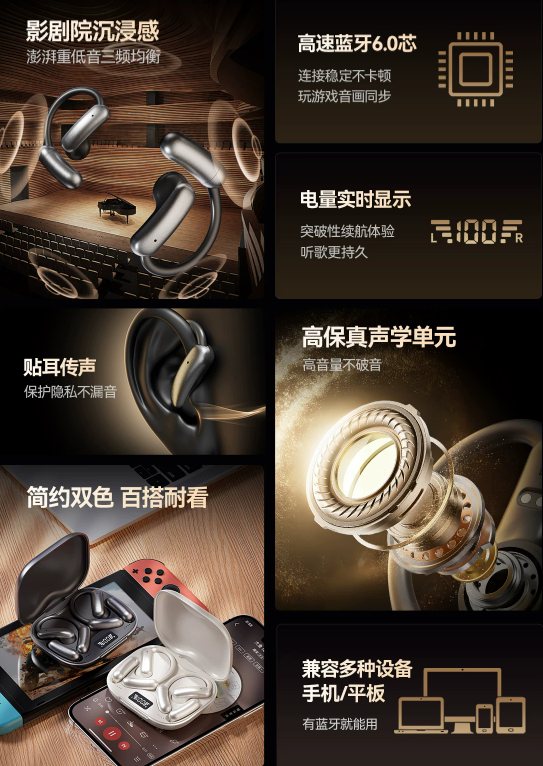 影剧院沉浸感
澎湃重低音三频均衡
高速蓝牙6.0芯
连接稳定不卡顿
玩游戏音画同步
电量实时显示
突破性续航体验
听歌更持久
L 100 R
贴耳传声
保护隐私不漏音
高保真声学单元
高音量不破音
简约双色 百搭耐看
兼容多种设备
手机/平板
有蓝牙就能用